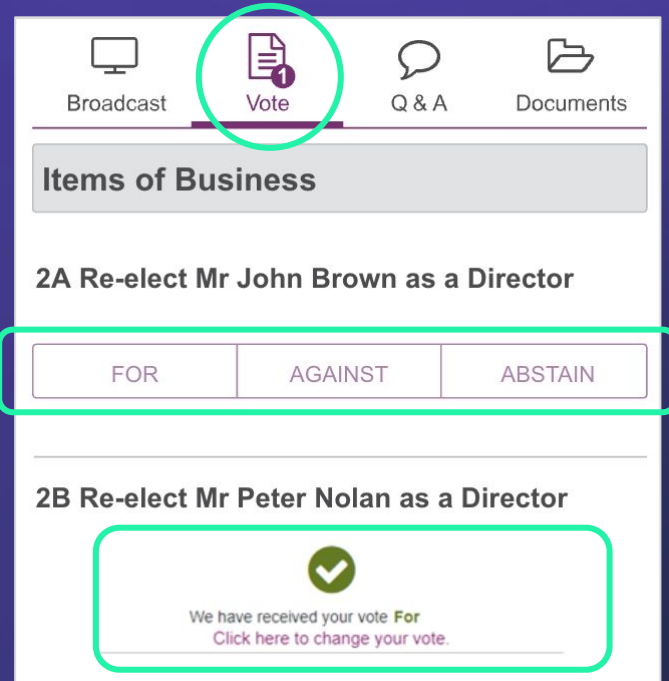 1
Broadcast Vote Q & A Documents
Items of Business
2A Re-elect Mr John Brown as a Director
FOR AGAINST ABSTAIN
2B Re-elect Mr Peter Nolan as a Director
We have received your vote For
Click here to change your vote.